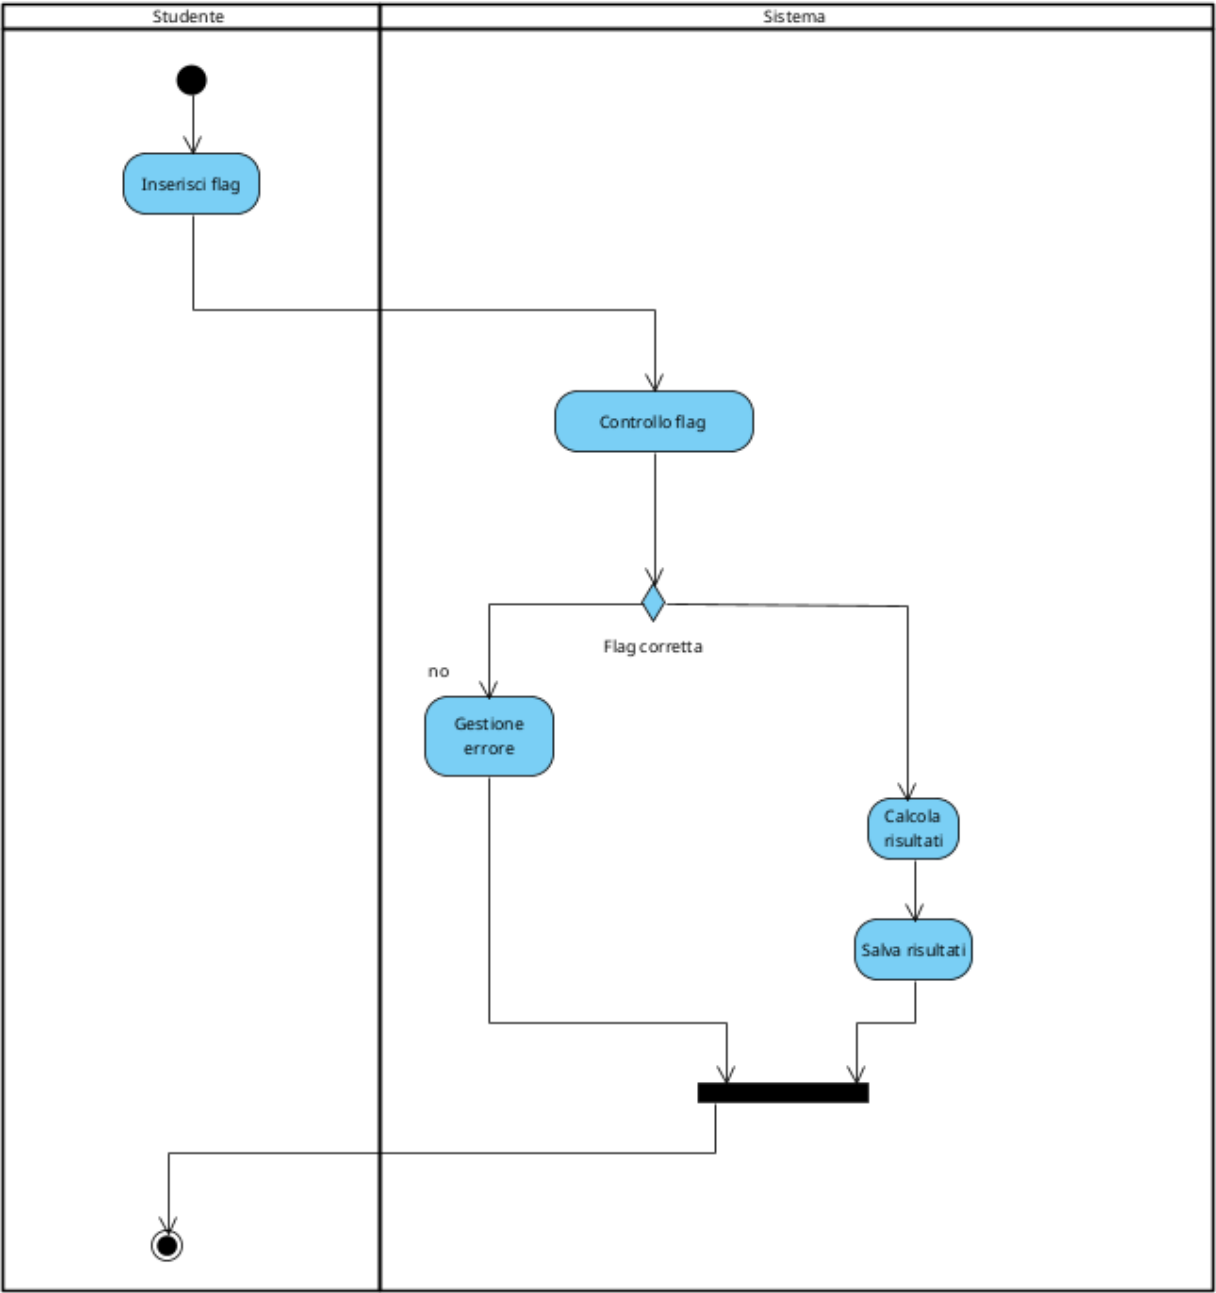 Studente
Sistema
Inserisci flag
Controllo flag
Flag corretta
no
Gestione
errore
Calcola
risultati
Salva risultati